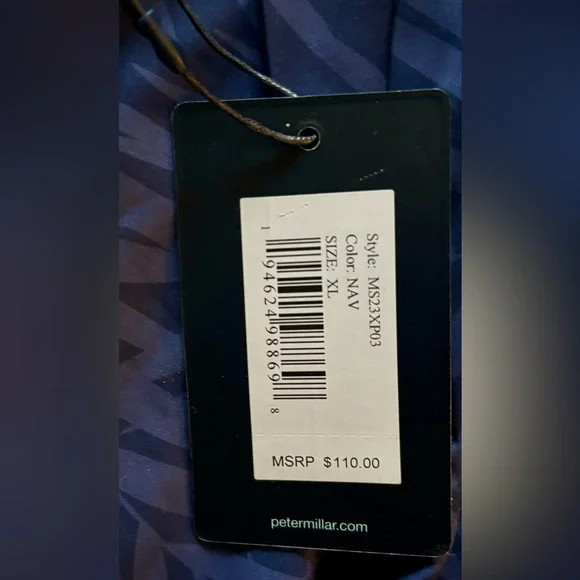 Style: MS23XP03
Color: NAV
SIZE: XL
1 94624 98869 8
MSRP $110.00
petermillar.com